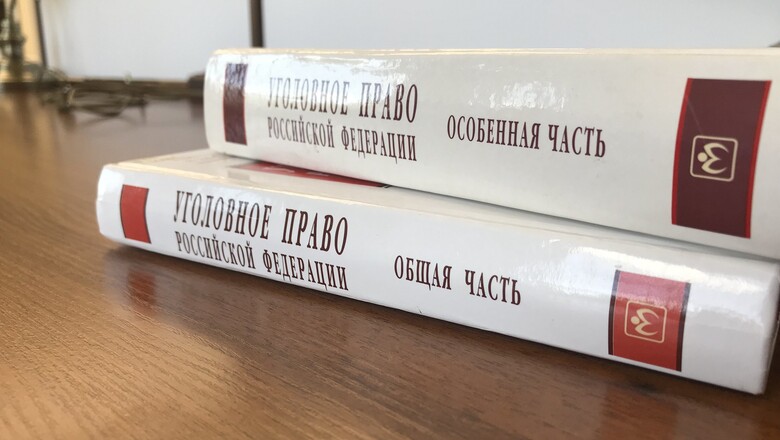 УГОЛОВНОЕ ПРАВО
РОССИЙСКОЙ ФЕДЕРАЦИИ
ОСОБЕННАЯ ЧАСТЬ
УГОЛОВНОЕ ПРАВО
РОССИЙСКОЙ ФЕДЕРАЦИИ
ОБЩАЯ ЧАСТЬ